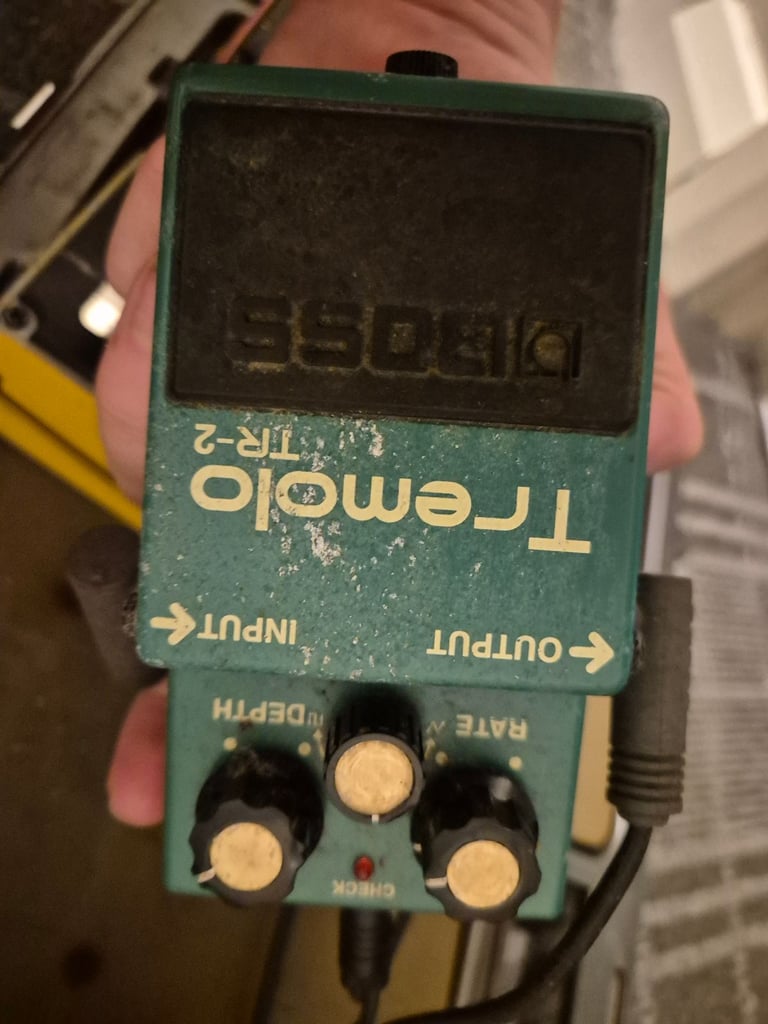 CHECK
RATE DEPTH
← OUTPUT INPUT ←
Tremolo
TR-2
BOSS